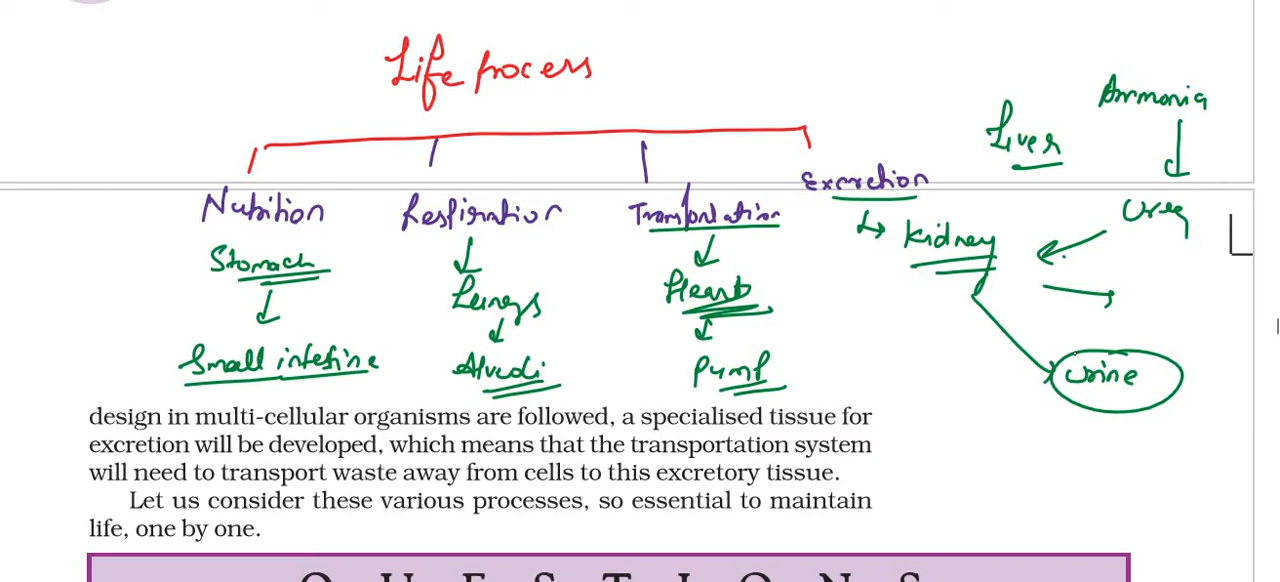 Life process
Ammonia
Liver
Excretion
Nutrition
Respiration
Transportation
Urea
Kidney
Stomach
Lungs
Heart
Small intestine
Alveoli
Pump
Urine
design in multi-cellular organisms are followed, a specialised tissue for
excretion will be developed, which means that the transportation system
will need to transport waste away from cells to this excretory tissue.
Let us consider these various processes, so essential to maintain
life, one by one.
QUESTIONS